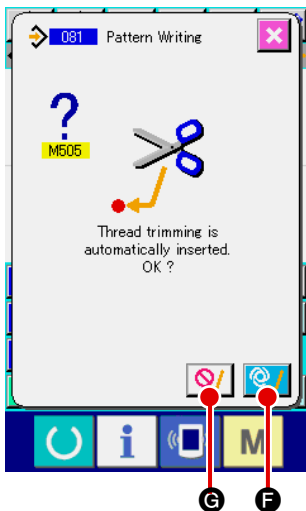 081 Pattern Writing
?
M505
Thread trimming is
automatically inserted.
OK ?
i
M
G F